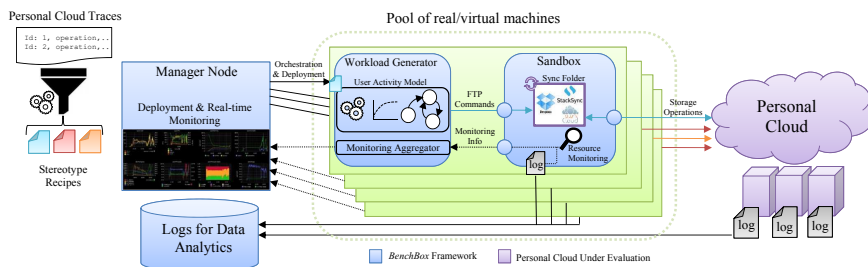 Personal Cloud Traces
Id: 1, operation,..
Id: 2, operation,..
Stereotype
Recipes
Manager Node
Deployment & Real-time
Monitoring
Orchestration
& Deployment
Pool of real/virtual machines
Workload Generator
User Activity Model
Monitoring Aggregator
FTP
Commands
Monitoring
Info
Sandbox
Sync Folder
StackSync
Resource
Monitoring
log
Storage
Operations
Personal
Cloud
log
log
log
Logs for Data
Analytics
BenchBox Framework
Personal Cloud Under Evaluation